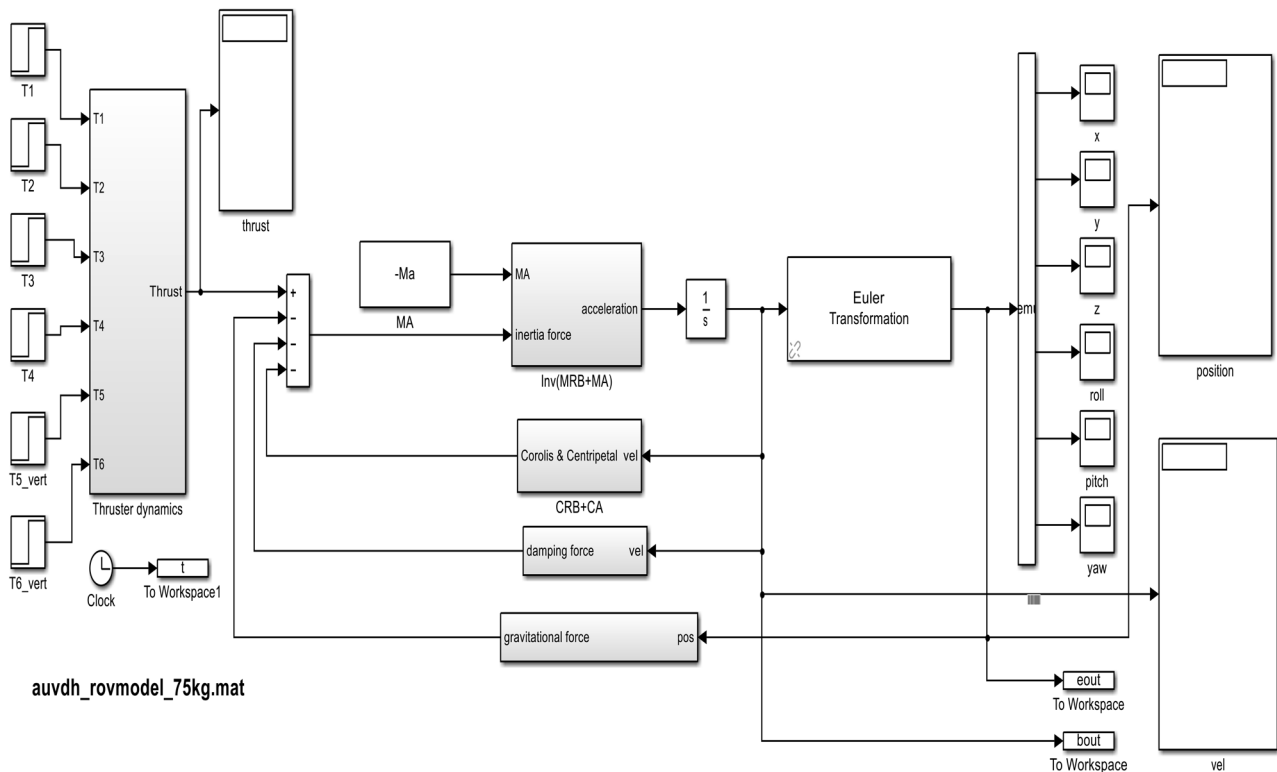 T1
T2
T3
T4
T5_vert
T6_vert
T1
T2
T3
T4
T5
T6
Thrust
Thruster dynamics
thrust
Clock
t
To Workspace1
+
−
−
−
-Ma
MA
MA
inertia force
acceleration
Inv(MRB+MA)
1
s
Euler
Transformation
Corolis & Centripetal vel
CRB+CA
damping force vel
gravitational force pos
emu
x
y
z
roll
pitch
yaw
position
vel
eout
To Workspace
bout
To Workspace
auvdh_rovmodel_75kg.mat